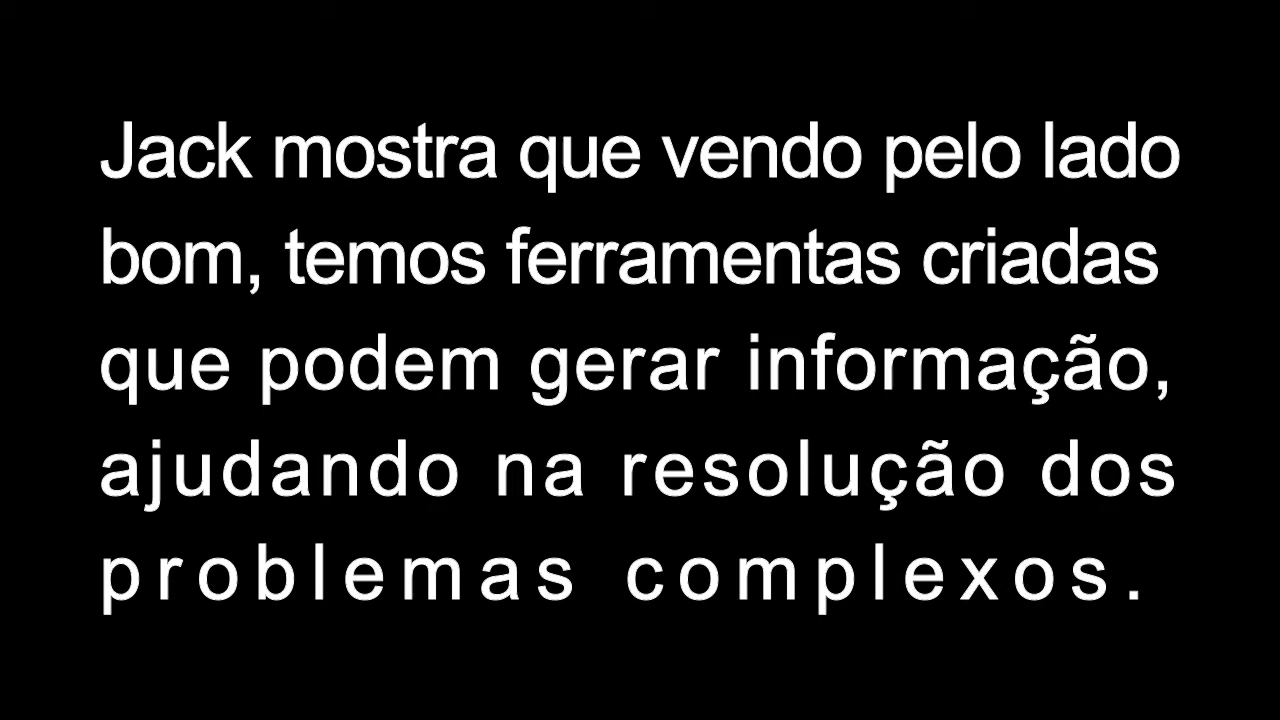 Jack mostra que vendo pelo lado
bom, temos ferramentas criadas
que podem gerar informação,
ajudando na resolução dos
problemas complexos.